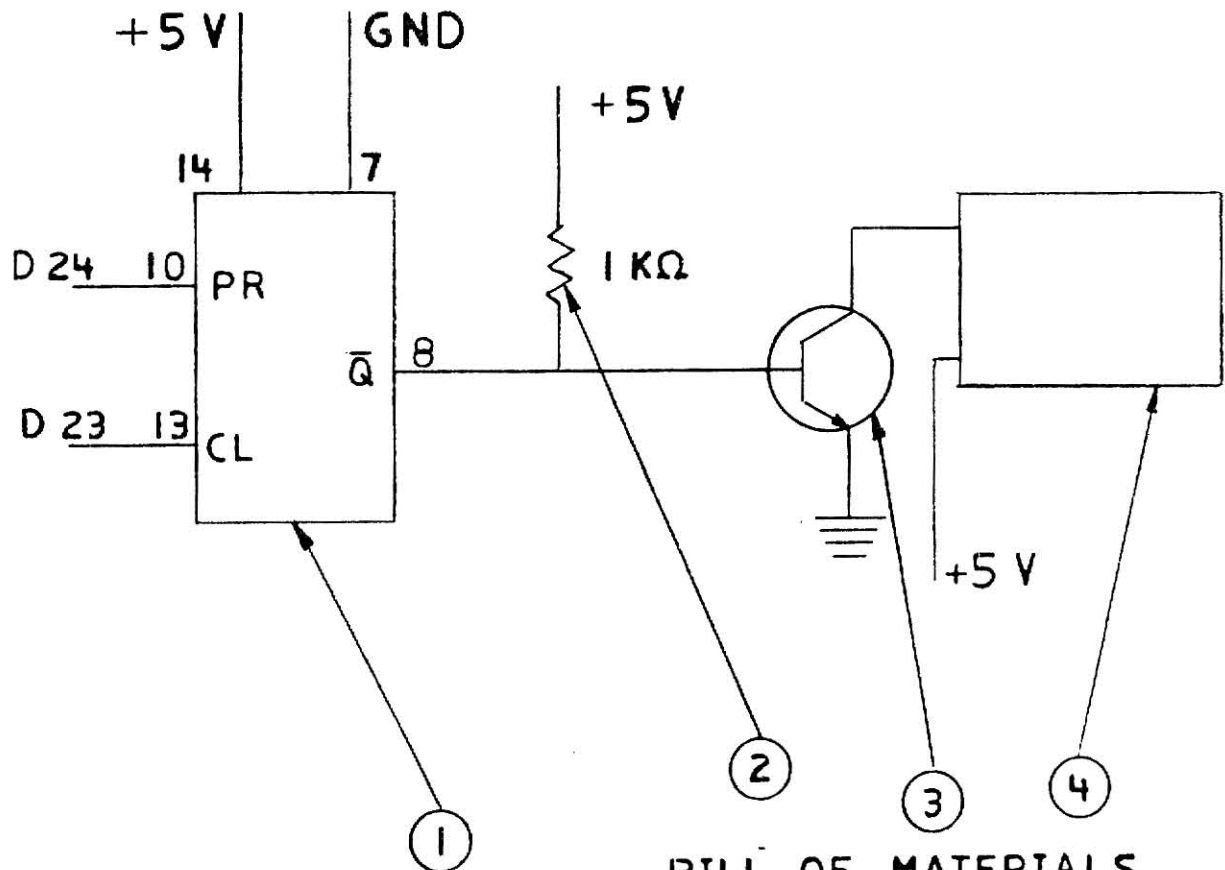 +5 V
GND
+5 V
14
7
D 24
10
PR
1 KΩ
Q̅
8
D 23
13
CL
+5 V
2
3
4
1
BILL OF MATERIALS